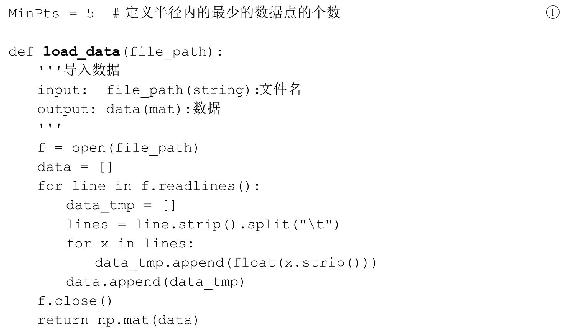 MinPts = 5  # 定义半径内的最少的数据点的个数 ①
def load_data(file_path):
    '''导入数据
    input:  file_path(string):文件名
    output: data(mat):数据
    '''
    f = open(file_path)
    data = []
    for line in f.readlines():
        data_tmp = []
        lines = line.strip().split("\t")
        for x in lines:
            data_tmp.append(float(x.strip()))
        data.append(data_tmp)
    f.close()
    return np.mat(data)